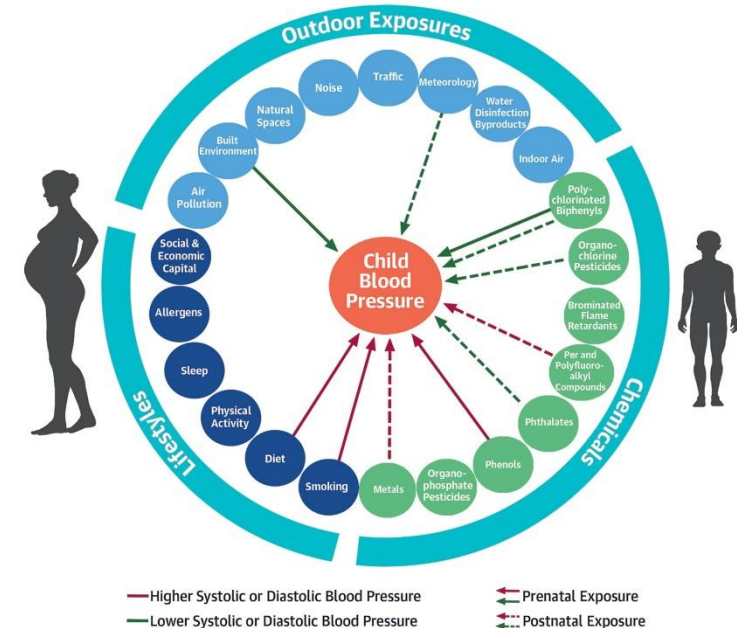 Outdoor Exposures
Traffic
Noise
Meteorology
Natural
Spaces
Water
Disinfection
Byproducts
Built
Environment
Indoor Air
Air
Pollution
Poly-
chlorinated
Biphenyls
Social &
Economic
Capital
Organo-
chlorine
Pesticides
Child
Blood
Pressure
Allergens
Brominated
Flame
Retardants
Sleep
Per and
Polyfluoro-
alkyl
Compounds
Physical
Activity
Phthalates
Diet
Phenols
Smoking
Metals
Organo-
phosphate
Pesticides
Lifestyles
Chemicals
Higher Systolic or Diastolic Blood Pressure
Prenatal Exposure
Lower Systolic or Diastolic Blood Pressure
Postnatal Exposure